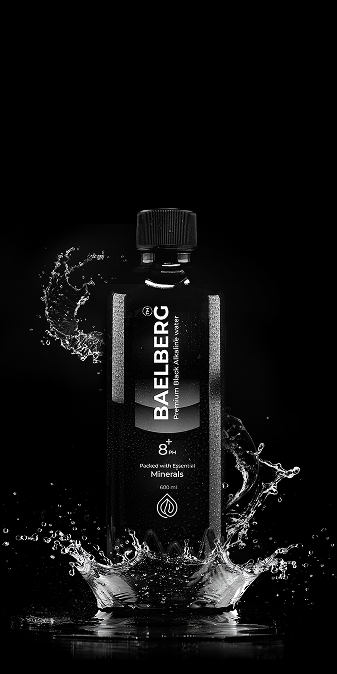 BAELBERG
Premium Black Alkaline water
8+
PH
Packed with Essential
Minerals
600 ml